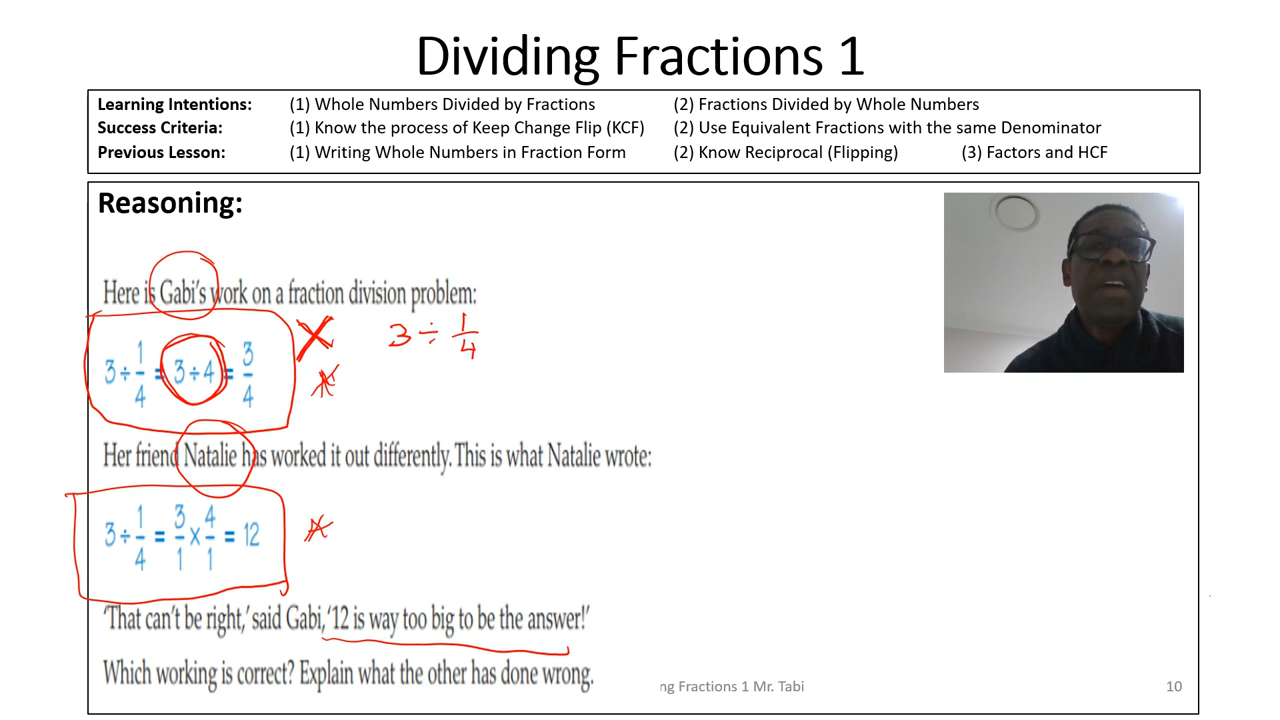 Dividing Fractions 1
Learning Intentions: (1) Whole Numbers Divided by Fractions (2) Fractions Divided by Whole Numbers
Success Criteria: (1) Know the process of Keep Change Flip (KCF) (2) Use Equivalent Fractions with the same Denominator
Previous Lesson: (1) Writing Whole Numbers in Fraction Form (2) Know Reciprocal (Flipping) (3) Factors and HCF
Reasoning:
Here is Gabi's work on a fraction division problem:
3 ÷ 1/4 = 3 ÷ 4 = 3/4
3 ÷ 1/4
Her friend Natalie has worked it out differently. This is what Natalie wrote:
3 ÷ 1/4 = 3/1 × 4/1 = 12
'That can't be right,' said Gabi, '12 is way too big to be the answer!'
Which working is correct? Explain what the other has done wrong.
ng Fractions 1 Mr. Tabi
10